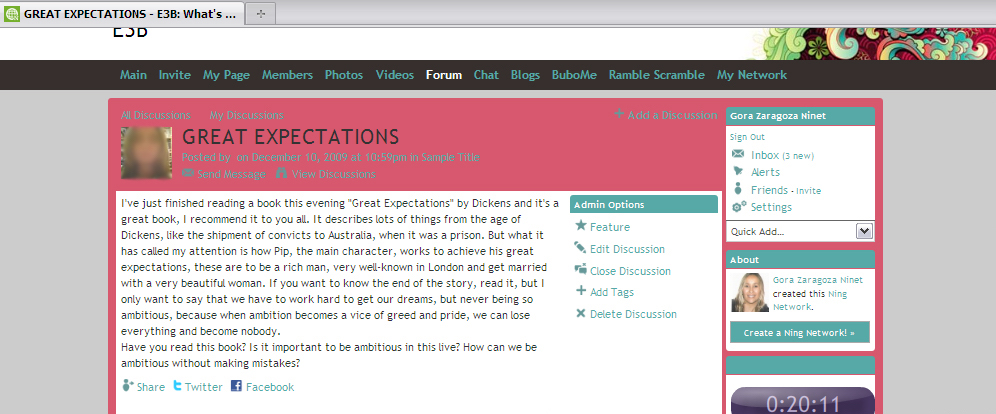 GREAT EXPECTATIONS - E3B: What's ...
E3B
Main Invite My Page Members Photos Videos Forum Chat Blogs BuboMe Ramble Scramble My Network
All Discussions My Discussions + Add a Discussion
GREAT EXPECTATIONS
Posted by on December 10, 2009 at 10:59pm in Sample Title
Send Message View Discussions
I've just finished reading a book this evening "Great Expectations" by Dickens and it's a
great book, I recommend it to you all. It describes lots of things from the age of
Dickens, like the shipment of convicts to Australia, when it was a prison. But what it
has called my attention is how Pip, the main character, works to achieve his great
expectations, these are to be a rich man, very well-known in London and get married
with a very beautiful woman. If you want to know the end of the story, read it, but I
only want to say that we have to work hard to get our dreams, but never being so
ambitious, because when ambition becomes a vice of greed and pride, we can lose
everything and become nobody.
Have you read this book? Is it important to be ambitious in this live? How can we be
ambitious without making mistakes?
Share Twitter Facebook
Admin Options
Feature
Edit Discussion
Close Discussion
Add Tags
Delete Discussion
Gora Zaragoza Ninet
Sign Out
Inbox (3 new)
Alerts
Friends - Invite
Settings
Quick Add...
About
Gora Zaragoza Ninet
created this Ning
Network.
Create a Ning Network! »
0:20:11